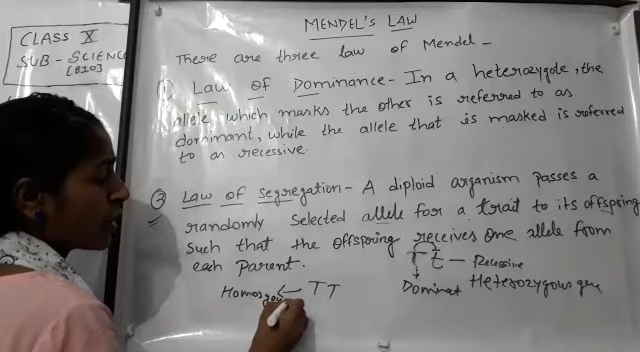 MENDEL'S LAW
CLASS X
SUB - SCIENCE
[BIO]
There are three law of Mendel -
① Law of Dominance - In a heterozygote, the
allele which masks the other is referred to as
dominant, while the allele that is masked is referred
to as recessive.
② Law of segregation - A diploid organism passes a
randomly selected allele for a trait to its offspring
such that the offspring receives one allele from
each Parent.
T t - Recessive
Dominant Heterozygous gene
Homozygou ← TT